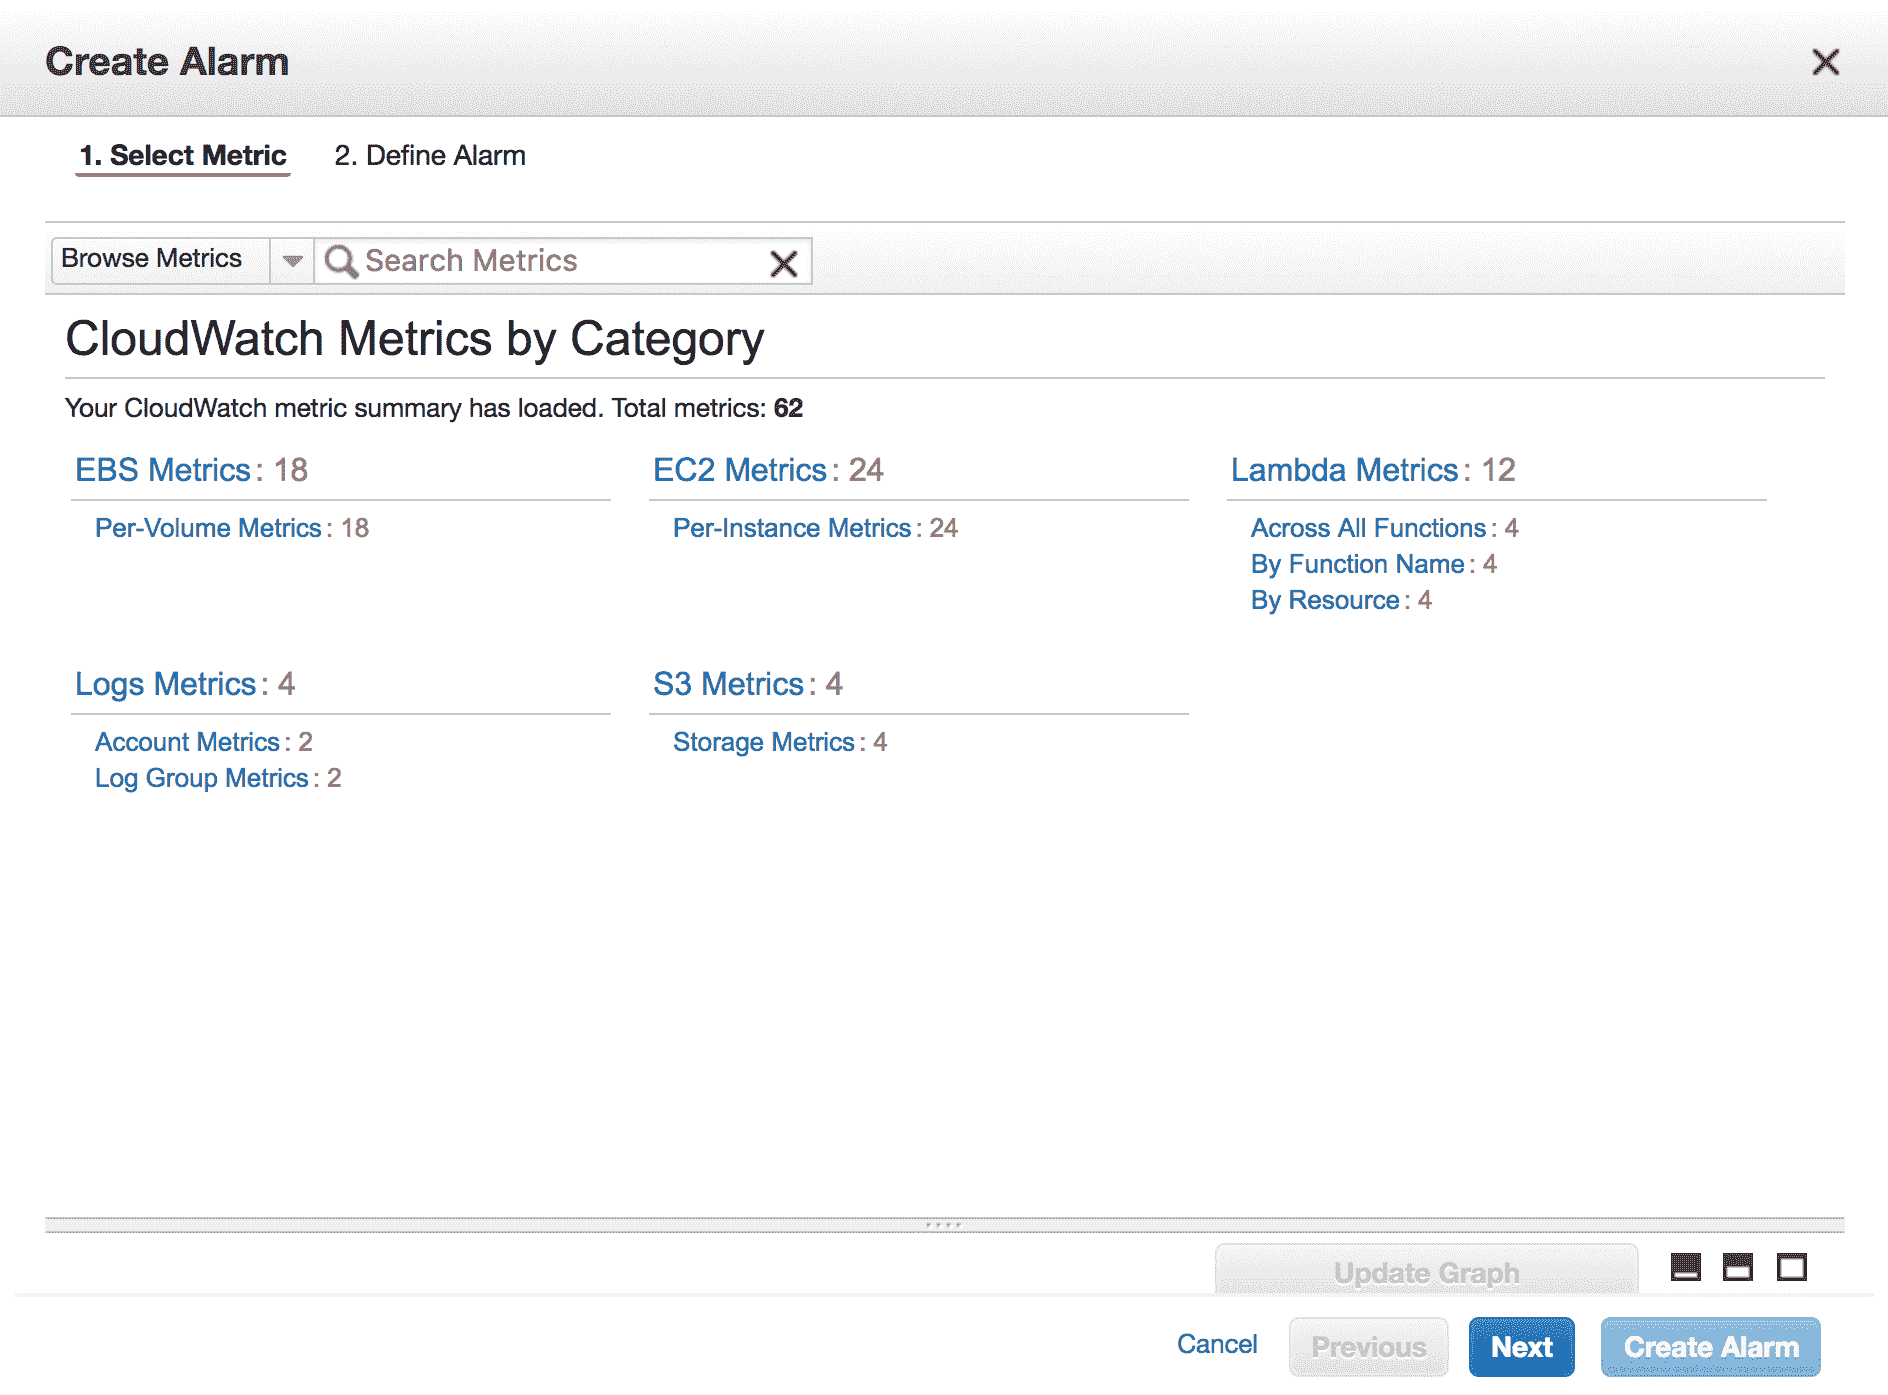 Create Alarm
1. Select Metric 2. Define Alarm
Browse Metrics Search Metrics
CloudWatch Metrics by Category
Your CloudWatch metric summary has loaded. Total metrics: 62
EBS Metrics: 18 EC2 Metrics: 24 Lambda Metrics: 12
Per-Volume Metrics: 18 Per-Instance Metrics: 24 Across All Functions: 4
By Function Name: 4
By Resource: 4
Logs Metrics: 4 S3 Metrics: 4
Account Metrics: 2 Storage Metrics: 4
Log Group Metrics: 2
Update Graph
Cancel Previous Next Create Alarm